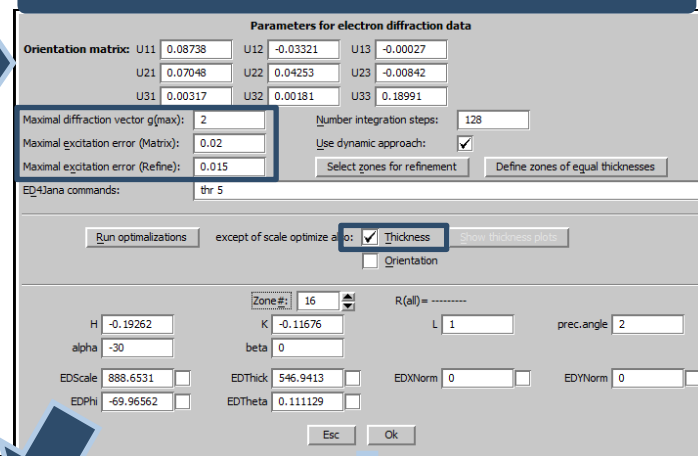 Parameters for electron diffraction data
Orientation matrix: U11 0.08738 U12 -0.03321 U13 -0.00027
U21 0.07048 U22 0.04253 U23 -0.00842
U31 0.00317 U32 0.00181 U33 0.18991
Maximal diffraction vector g(max): 2 Number integration steps: 128
Maximal excitation error (Matrix): 0.02 Use dynamic approach:
Maximal excitation error (Refine): 0.015 Select zones for refinement Define zones of equal thicknesses
ED4Jana commands: thr 5
Run optimalizations except of scale optimize also: Thickness Show thickness plots
Orientation
Zone#: 16 R(all)= ---------
H -0.19262 K -0.11676 L 1 prec.angle 2
alpha -30 beta 0
EDScale 888.6531 EDThick 546.9413 EDXNorm 0 EDYNorm 0
EDPhi -69.96562 EDTheta 0.111129
Esc Ok